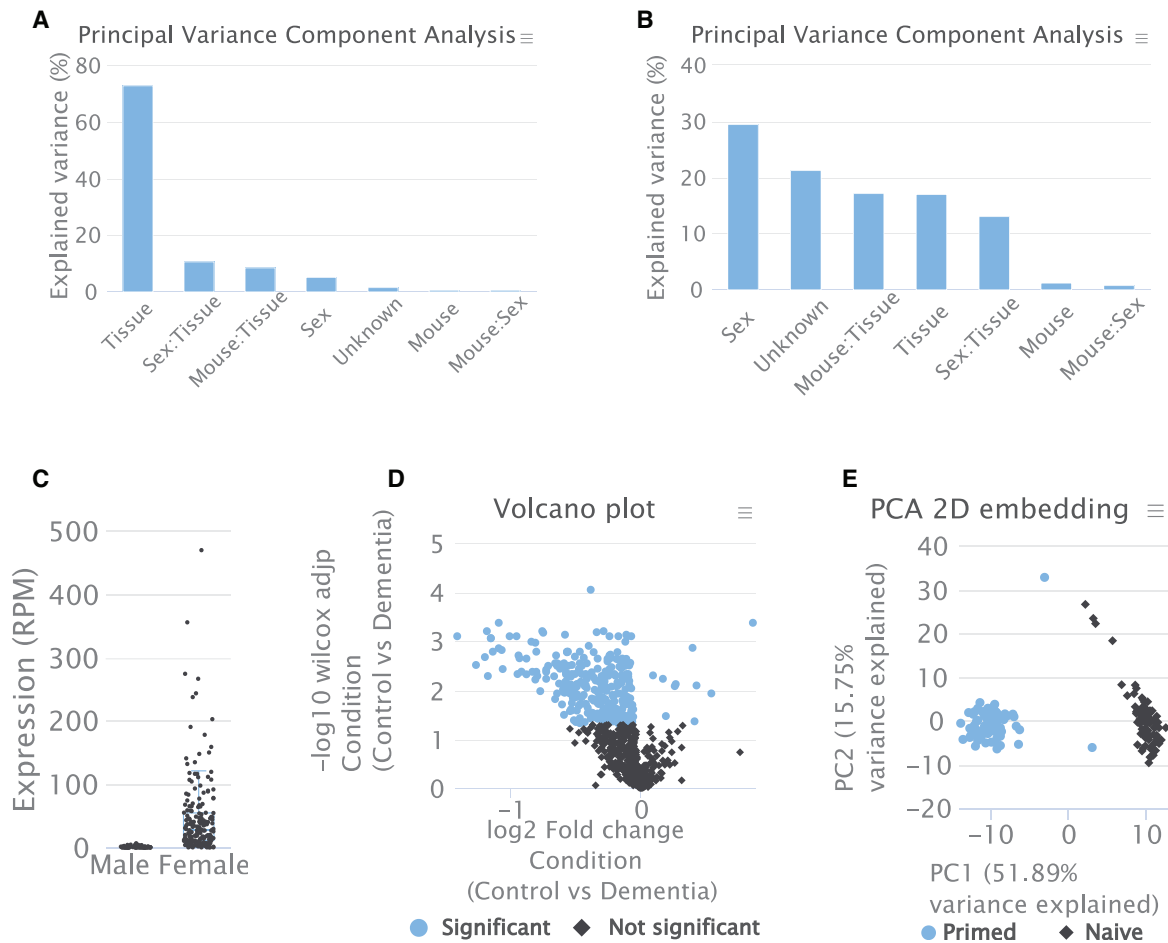 A
Principal Variance Component Analysis
Explained variance (%)
80
60
40
20
0
Tissue
Sex:Tissue
Mouse:Tissue
Sex
Unknown
Mouse
Mouse:Sex
B
Principal Variance Component Analysis
Explained variance (%)
40
30
20
10
0
Sex
Unknown
Mouse:Tissue
Tissue
Sex:Tissue
Mouse
Mouse:Sex
C
Expression (RPM)
500
400
300
200
100
0
Male Female
D
Volcano plot
−log10 wilcox adjp
Condition
(Control vs Dementia)
5
4
3
2
1
0
−1 0
log2 Fold change
Condition
(Control vs Dementia)
Significant Not significant
E
PCA 2D embedding
PC2 (15.75%
variance explained)
40
30
20
10
0
−10
−20
−10 0 10
PC1 (51.89%
variance explained)
Primed Naive